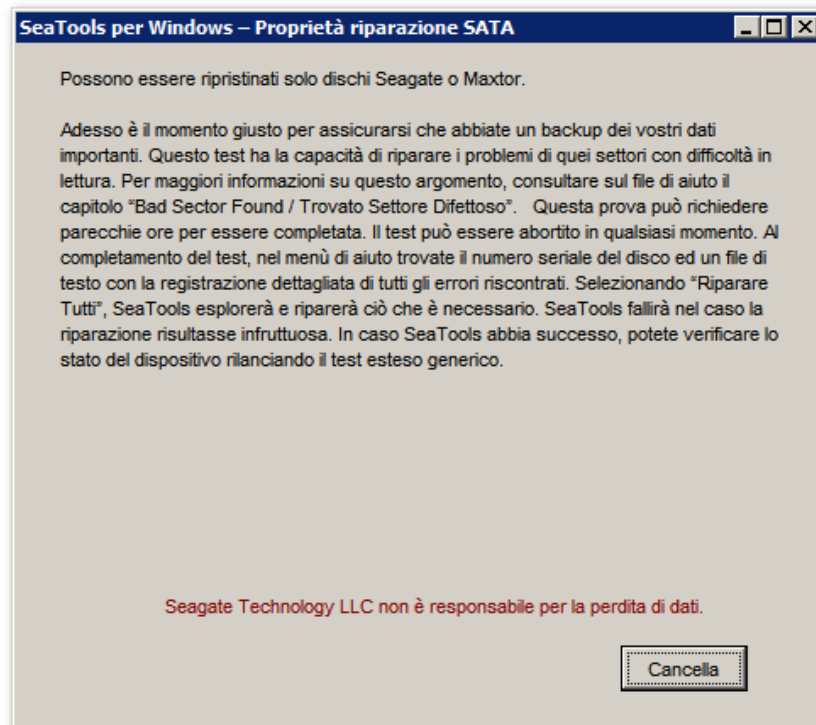 SeaTools per Windows – Proprietà riparazione SATA
Possono essere ripristinati solo dischi Seagate o Maxtor.
Adesso è il momento giusto per assicurarsi che abbiate un backup dei vostri dati
importanti. Questo test ha la capacità di riparare i problemi di quei settori con difficoltà in
lettura. Per maggiori informazioni su questo argomento, consultare sul file di aiuto il
capitolo “Bad Sector Found / Trovato Settore Difettoso”.   Questa prova può richiedere
parecchie ore per essere completata. Il test può essere abortito in qualsiasi momento. Al
completamento del test, nel menù di aiuto trovate il numero seriale del disco ed un file di
testo con la registrazione dettagliata di tutti gli errori riscontrati. Selezionando “Riparare
Tutti”, SeaTools esplorerà e riparerà ciò che è necessario. SeaTools fallirà nel caso la
riparazione risultasse infruttuosa. In caso SeaTools abbia successo, potete verificare lo
stato del dispositivo rilanciando il test esteso generico.
Seagate Technology LLC non è responsabile per la perdita di dati.
Cancella